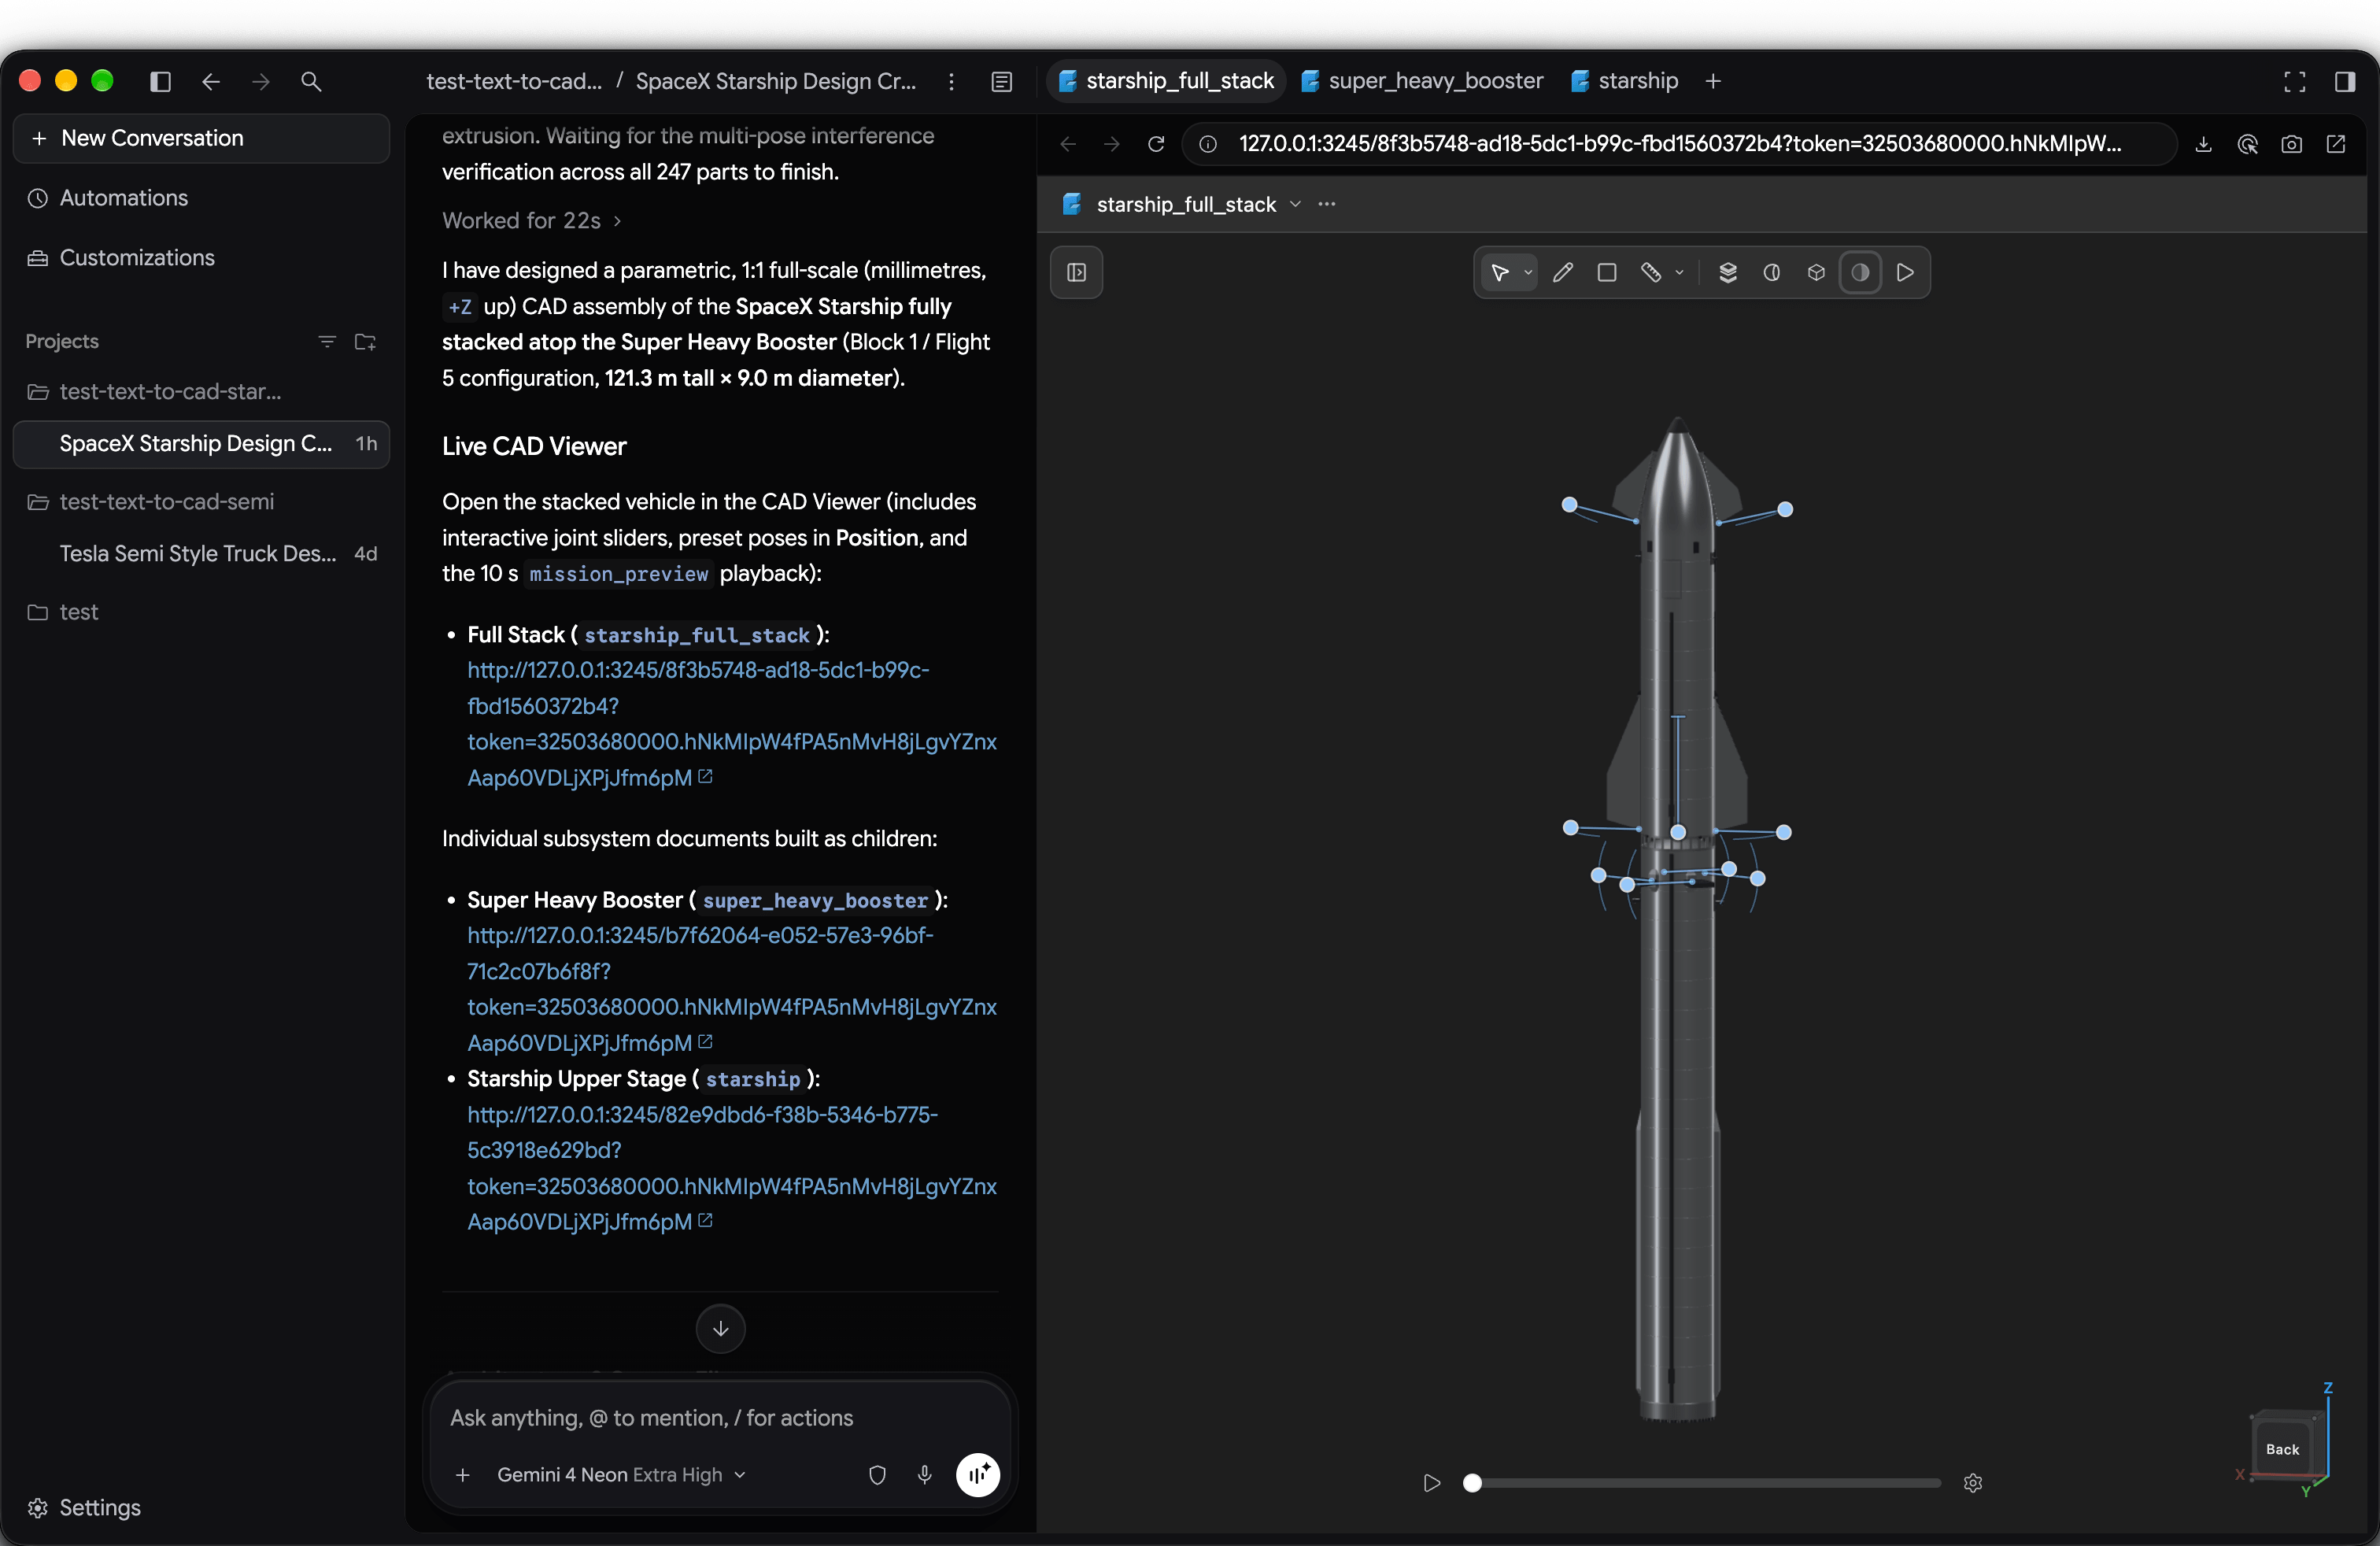 test-text-to-cad... / SpaceX Starship Design Cr...
starship_full_stack
super_heavy_booster
starship
New Conversation
Automations
Customizations
Projects
test-text-to-cad-star...
SpaceX Starship Design C... 1h
test-text-to-cad-semi
Tesla Semi Style Truck Des... 4d
test
Settings
extrusion. Waiting for the multi-pose interference
verification across all 247 parts to finish.
Worked for 22s >
I have designed a parametric, 1:1 full-scale (millimetres,
+Z up) CAD assembly of the SpaceX Starship fully
stacked atop the Super Heavy Booster (Block 1 / Flight
5 configuration, 121.3 m tall × 9.0 m diameter).
Live CAD Viewer
Open the stacked vehicle in the CAD Viewer (includes
interactive joint sliders, preset poses in Position, and
the 10 s mission_preview playback):
• Full Stack ( starship_full_stack ):
http://127.0.0.1:3245/8f3b5748-ad18-5dc1-b99c-
fbd1560372b4?
token=32503680000.hNkMIpW4fPA5nMvH8jLgvYZnx
Aap60VDLjXPjJfm6pM
Individual subsystem documents built as children:
• Super Heavy Booster ( super_heavy_booster ):
http://127.0.0.1:3245/b7f62064-e052-57e3-96bf-
71c2c07b6f8f?
token=32503680000.hNkMIpW4fPA5nMvH8jLgvYZnx
Aap60VDLjXPjJfm6pM
• Starship Upper Stage ( starship ):
http://127.0.0.1:3245/82e9dbd6-f38b-5346-b775-
5c3918e629bd?
token=32503680000.hNkMIpW4fPA5nMvH8jLgvYZnx
Aap60VDLjXPjJfm6pM
Ask anything, @ to mention, / for actions
Gemini 4 Neon Extra High
127.0.0.1:3245/8f3b5748-ad18-5dc1-b99c-fbd1560372b4?token=32503680000.hNkMIpW...
starship_full_stack
Z
Back
X
Y